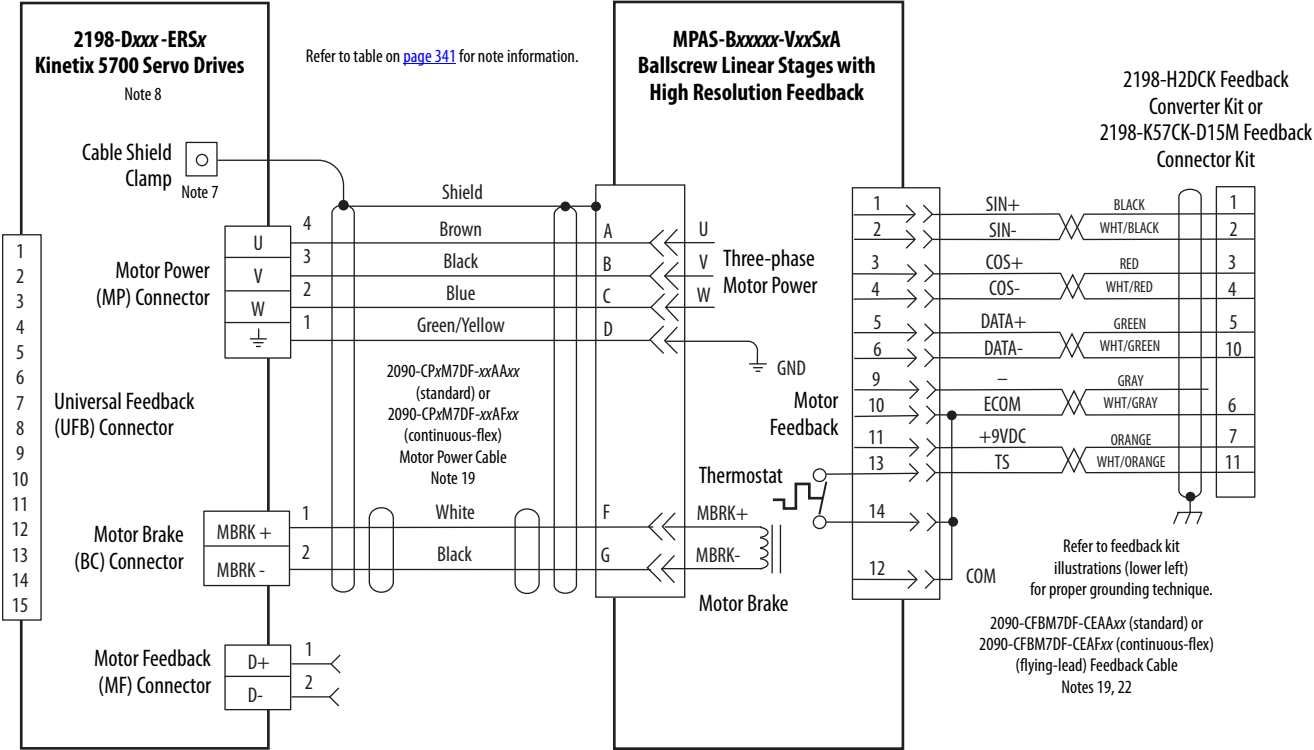 2198-Dxxx -ERSx
Kinetix 5700 Servo Drives
Note 8
Refer to table on page 341 for note information.
MPAS-Bxxxxx-VxxSxA
Ballscrew Linear Stages with
High Resolution Feedback
2198-H2DCK Feedback
Converter Kit or
2198-K57CK-D15M Feedback
Connector Kit
Cable Shield
Clamp
Note 7
Shield
1
2
3
4
5
6
7
8
9
10
11
12
13
14
15
Universal Feedback
(UFB) Connector
Motor Power
(MP) Connector
U
V
W
4
3
2
1
Brown
Black
Blue
Green/Yellow
A
B
C
D
U
V
W
Three-phase
Motor Power
GND
2090-CPxM7DF-xxAAxx
(standard) or
2090-CPxM7DF-xxAFxx
(continuous-flex)
Motor Power Cable
Note 19
Motor Brake
(BC) Connector
MBRK +
MBRK -
1
2
White
Black
F
G
MBRK+
MBRK-
Motor Brake
Motor Feedback
(MF) Connector
D+
D-
1
2
Thermostat
Motor
Feedback
1 SIN+ BLACK 1
2 SIN- WHT/BLACK 2
3 COS+ RED 3
4 COS- WHT/RED 4
5 DATA+ GREEN 5
6 DATA- WHT/GREEN 10
9 – GRAY
10 ECOM WHT/GRAY 6
11 +9VDC ORANGE 7
13 TS WHT/ORANGE 11
14
12 COM
Refer to feedback kit
illustrations (lower left)
for proper grounding technique.
2090-CFBM7DF-CEAAxx (standard) or
2090-CFBM7DF-CEAFxx (continuous-flex)
(flying-lead) Feedback Cable
Notes 19, 22